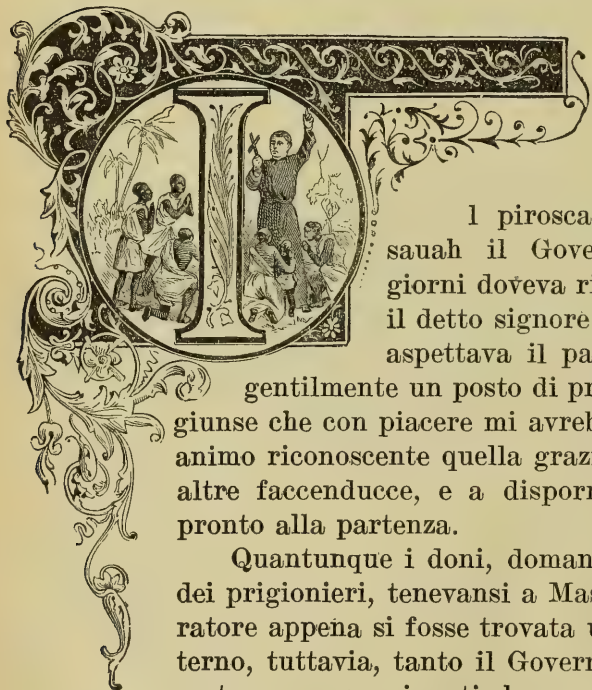 Il pirosca
sauah il Gove
giorni doveva ri
il detto signore
aspettava il pa
gentilmente un posto di pr
giunse che con piacere mi avreb
animo riconoscente quella grazi
altre faccenducce, e a disporr
pronto alla partenza.
Quantunque i doni, doman
dei prigionieri, tenevansi a Mas
ratore appena si fosse trovata u
terno, tuttavia, tanto il Govern